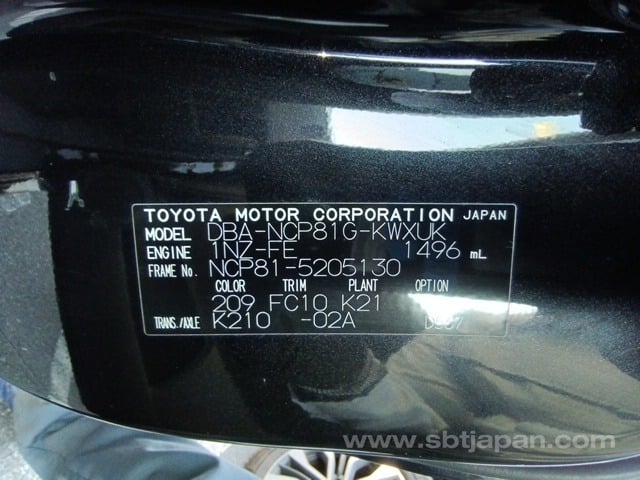 TOYOTA MOTOR CORPORATION JAPAN
MODEL DBA-NCP81G-KWXUK
ENGINE 1NZ-FE 1496 mL
FRAME No. NCP81-5205130
COLOR TRIM PLANT OPTION
209 FC10 K21
TRANS./AXLE K210 -02A
www.sbtjapan.com